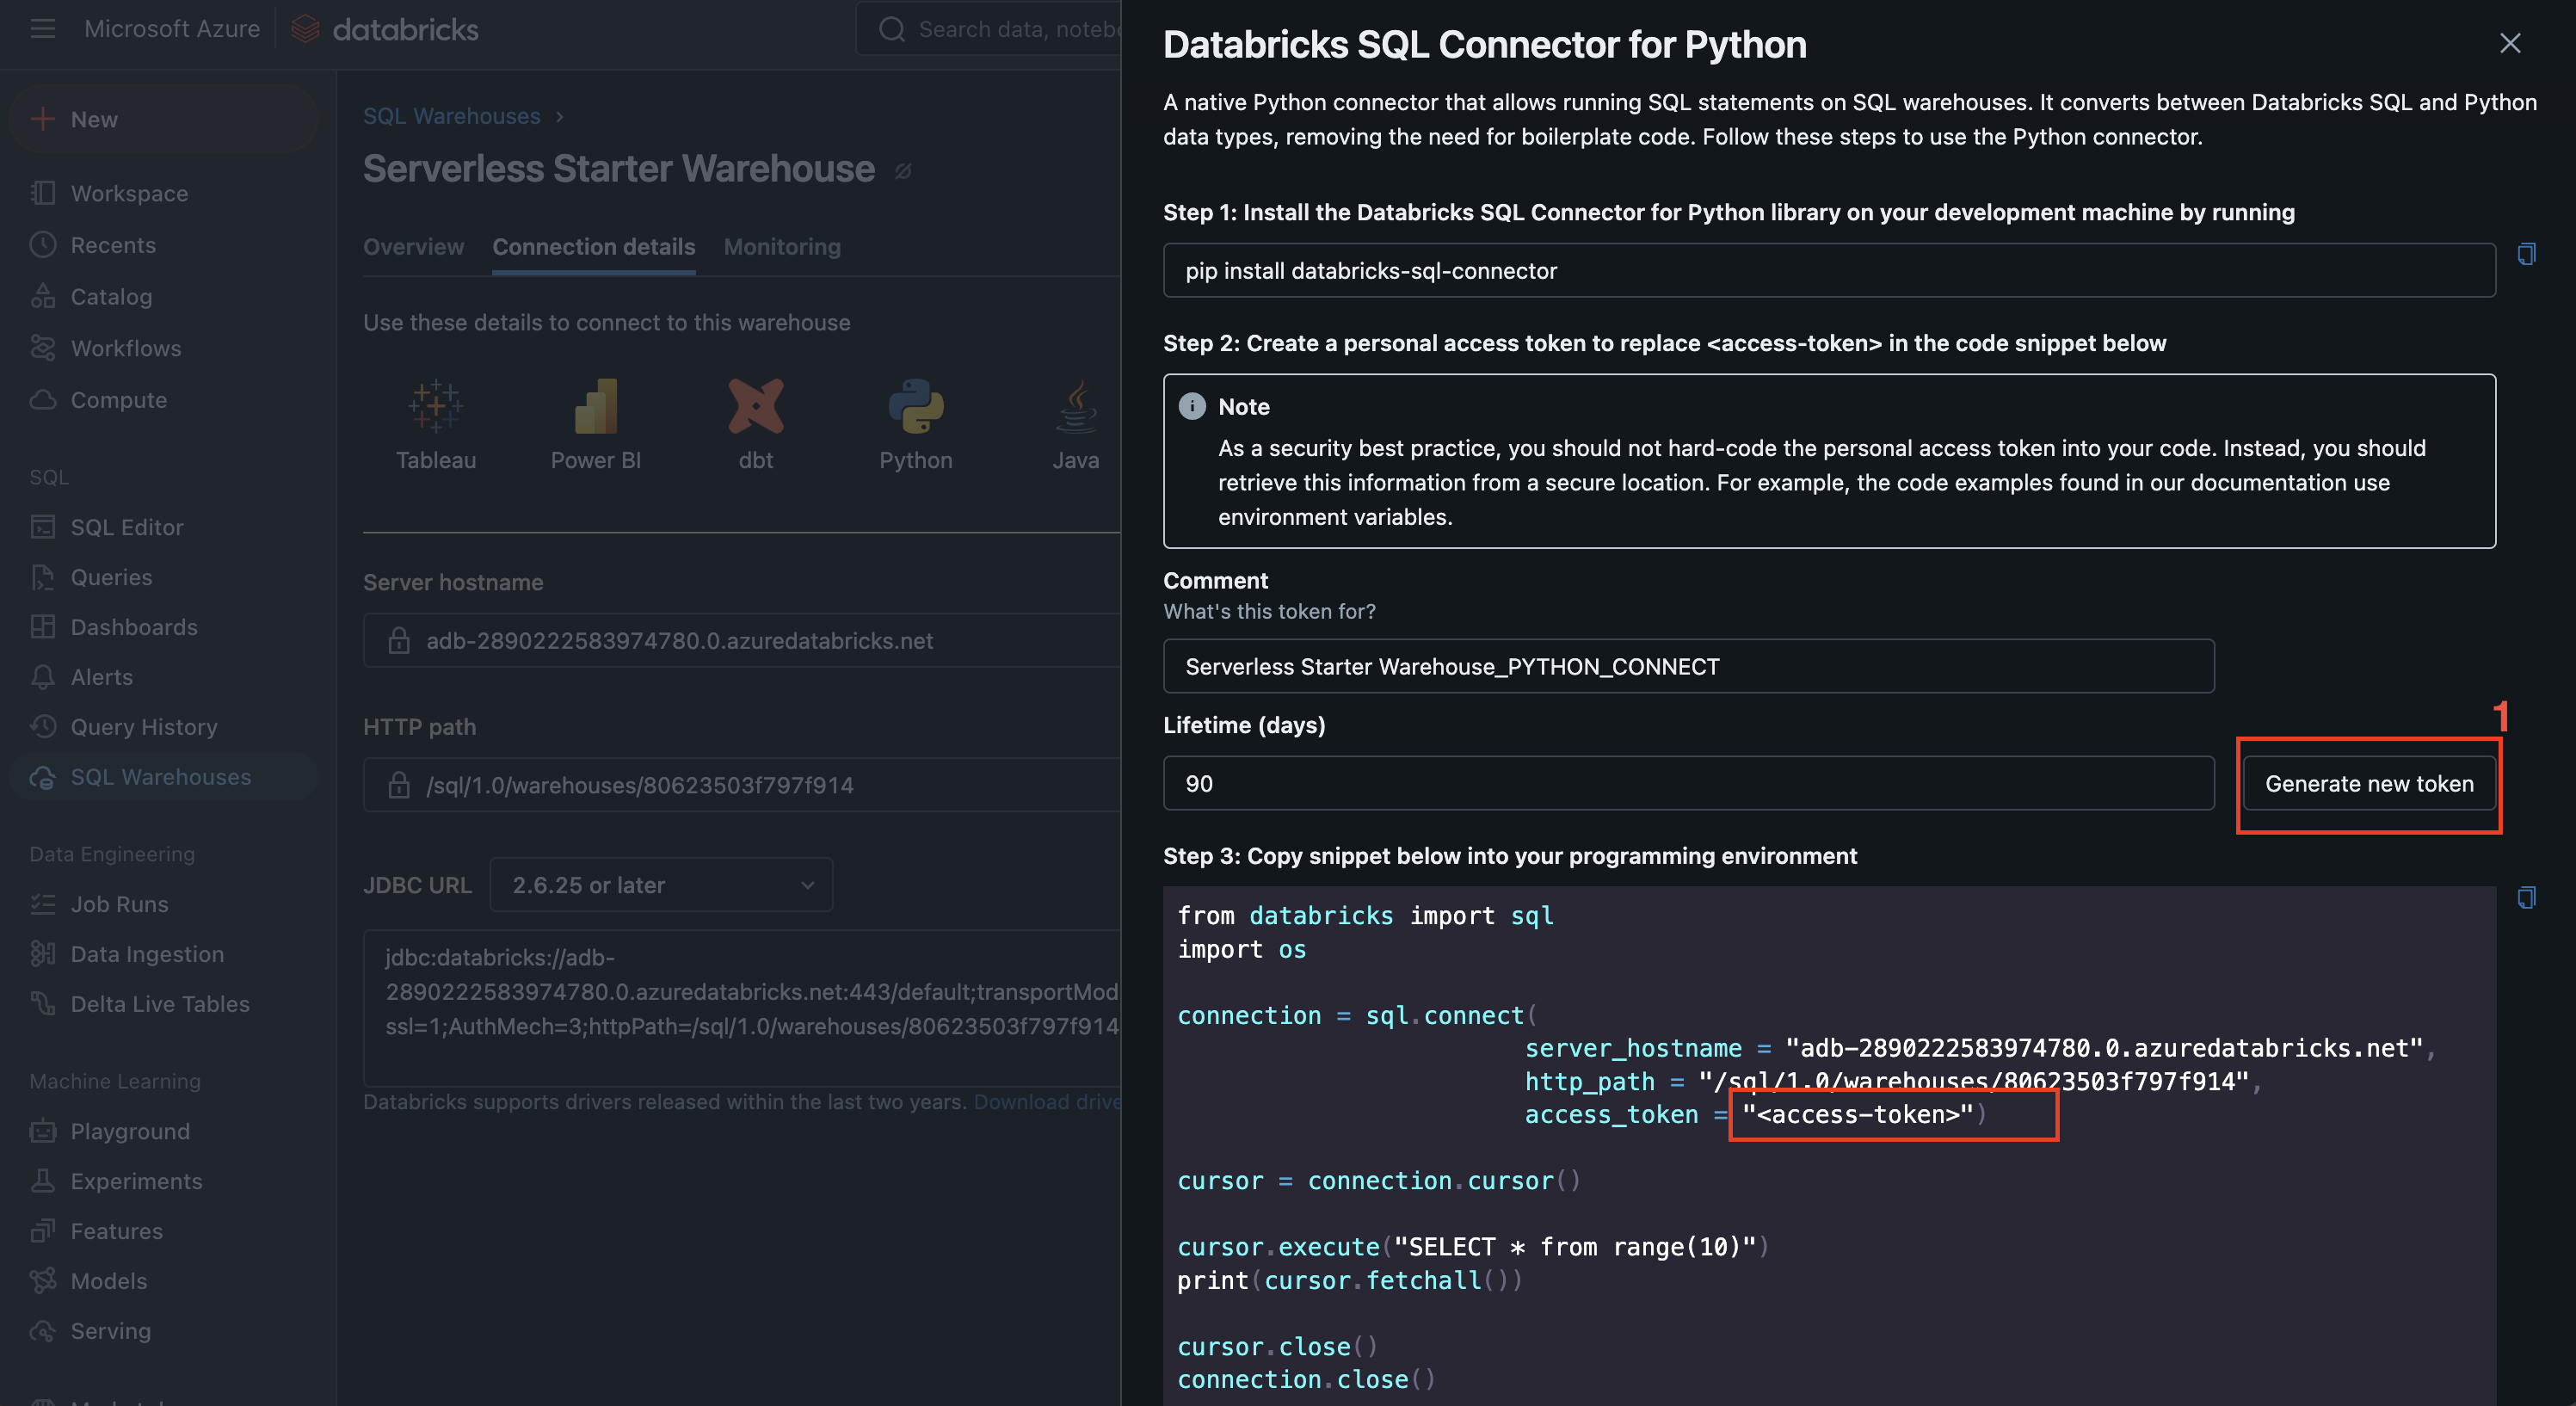 Microsoft Azure
databricks
Search data, noteb
New
Workspace
Recents
Catalog
Workflows
Compute
SQL
SQL Editor
Queries
Dashboards
Alerts
Query History
SQL Warehouses
Data Engineering
Job Runs
Data Ingestion
Delta Live Tables
Machine Learning
Playground
Experiments
Features
Models
Serving
SQL Warehouses
Serverless Starter Warehouse
Overview Connection details Monitoring
Use these details to connect to this warehouse
Tableau Power BI dbt Python Java
Server hostname
adb-2890222583974780.0.azuredatabricks.net
HTTP path
/sql/1.0/warehouses/80623503f797f914
JDBC URL 2.6.25 or later
jdbc:databricks://adb-
2890222583974780.0.azuredatabricks.net:443/default;transportMod
ssl=1;AuthMech=3;httpPath=/sql/1.0/warehouses/80623503f797f914
Databricks supports drivers released within the last two years. Download drive
Databricks SQL Connector for Python
A native Python connector that allows running SQL statements on SQL warehouses. It converts between Databricks SQL and Python
data types, removing the need for boilerplate code. Follow these steps to use the Python connector.
Step 1: Install the Databricks SQL Connector for Python library on your development machine by running
pip install databricks-sql-connector
Step 2: Create a personal access token to replace <access-token> in the code snippet below
Note
As a security best practice, you should not hard-code the personal access token into your code. Instead, you should
retrieve this information from a secure location. For example, the code examples found in our documentation use
environment variables.
Comment
What's this token for?
Serverless Starter Warehouse_PYTHON_CONNECT
Lifetime (days)
1
90
Generate new token
Step 3: Copy snippet below into your programming environment
from databricks import sql
import os
connection = sql.connect(
server_hostname = "adb-2890222583974780.0.azuredatabricks.net",
http_path = "/sql/1.0/warehouses/80623503f797f914",
access_token = "<access-token>")
cursor = connection.cursor()
cursor.execute("SELECT * from range(10)")
print(cursor.fetchall())
cursor.close()
connection.close()